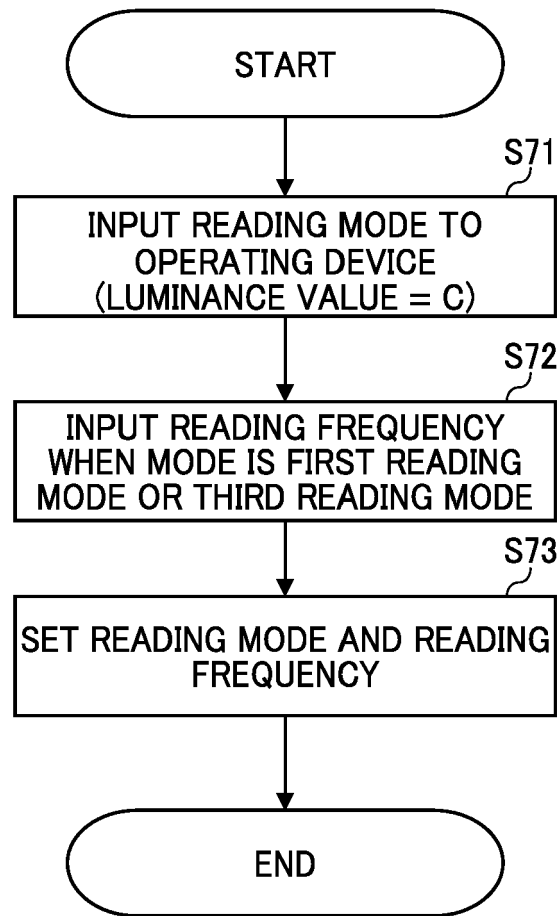 START
S71
INPUT READING MODE TO
OPERATING DEVICE
(LUMINANCE VALUE = C)
S72
INPUT READING FREQUENCY
WHEN MODE IS FIRST READING
MODE OR THIRD READING MODE
S73
SET READING MODE AND READING
FREQUENCY
END